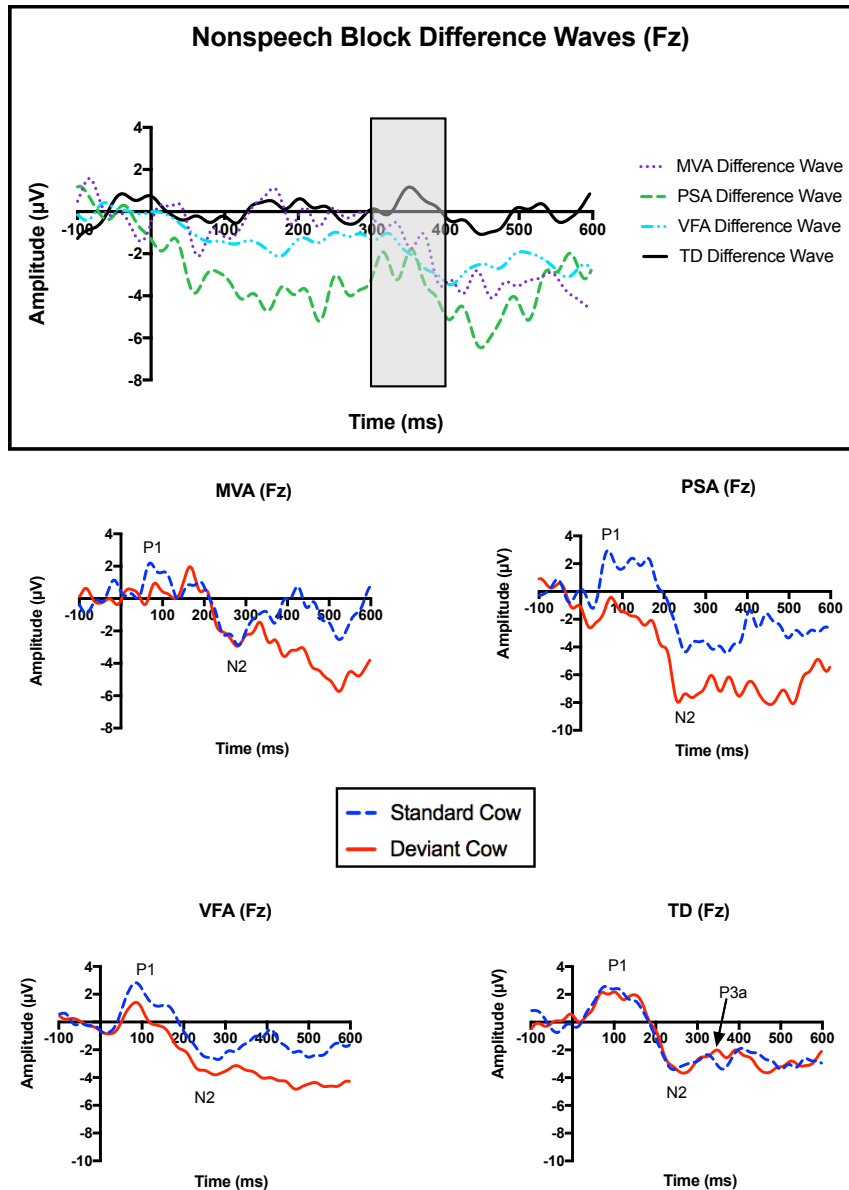 Nonspeech Block Difference Waves (Fz)
4
2
0
-2
-4
-6
-8
-100
100
200
300
400
500
600
Amplitude (µV)
Time (ms)
MVA Difference Wave
PSA Difference Wave
VFA Difference Wave
TD Difference Wave
MVA (Fz)
P1
4
2
0
-2
-4
-6
-8
-100
100
200
300
400
500
600
N2
Amplitude (µV)
Time (ms)
PSA (Fz)
P1
4
2
0
-2
-4
-6
-8
-10
-100
100
200
300
400
500
600
N2
Amplitude (µV)
Time (ms)
Standard Cow
Deviant Cow
VFA (Fz)
P1
4
2
0
-2
-4
-6
-8
-10
-100
100
200
300
400
500
600
N2
Amplitude (µV)
Time (ms)
TD (Fz)
P1
P3a
4
2
0
-2
-4
-6
-8
-10
-100
100
200
300
400
500
600
N2
Amplitude (µV)
Time (ms)